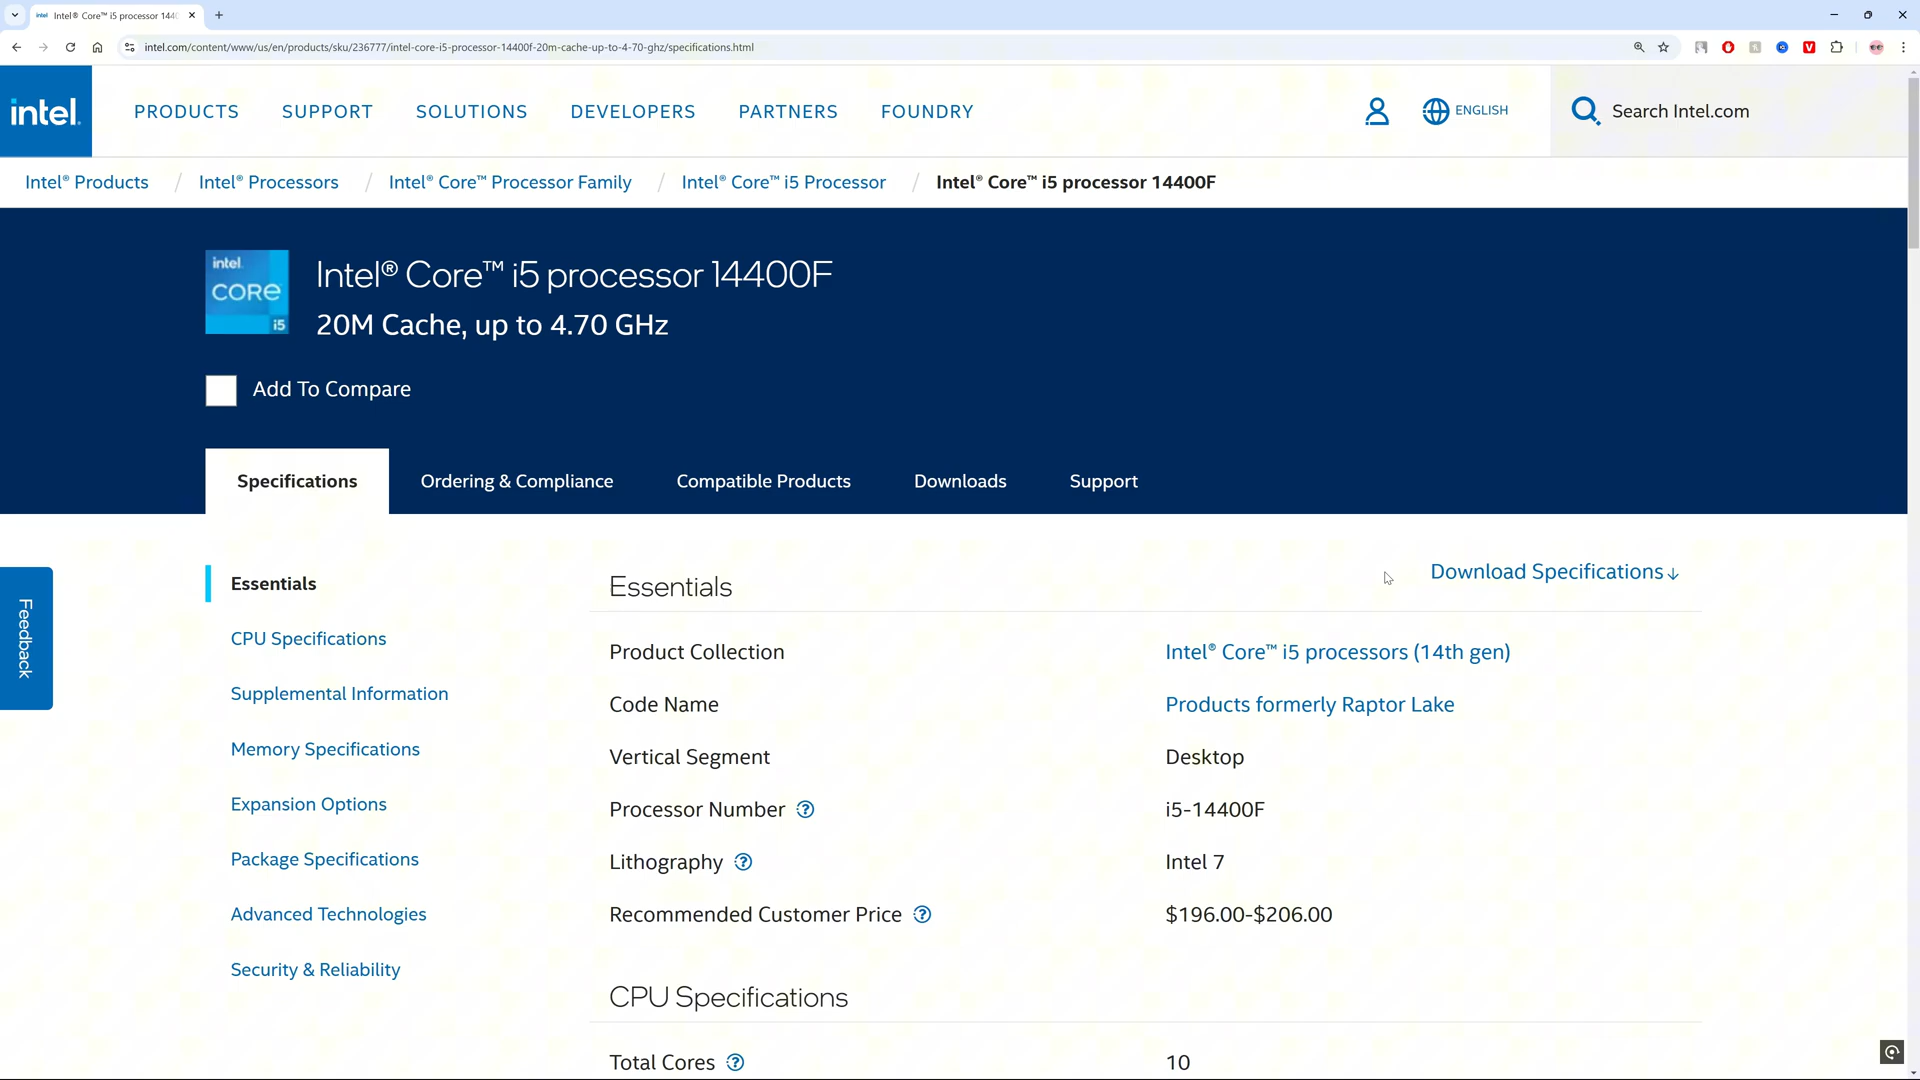 Intel® Core™ i5 processor 144
intel.com/content/www/us/en/products/sku/236777/intel-core-i5-processor-14400f-20m-cache-up-to-4-70-ghz/specifications.html
intel.
PRODUCTS
SUPPORT
SOLUTIONS
DEVELOPERS
PARTNERS
FOUNDRY
ENGLISH
Search Intel.com
Intel® Products / Intel® Processors / Intel® Core™ Processor Family / Intel® Core™ i5 Processor / Intel® Core™ i5 processor 14400F
intel
CORE
i5
Intel® Core™ i5 processor 14400F
20M Cache, up to 4.70 GHz
Add To Compare
Specifications
Ordering & Compliance
Compatible Products
Downloads
Support
Feedback
Essentials
CPU Specifications
Supplemental Information
Memory Specifications
Expansion Options
Package Specifications
Advanced Technologies
Security & Reliability
Essentials
Download Specifications↓
Product Collection Intel® Core™ i5 processors (14th gen)
Code Name Products formerly Raptor Lake
Vertical Segment Desktop
Processor Number ? i5-14400F
Lithography ? Intel 7
Recommended Customer Price ? $196.00-$206.00
CPU Specifications
Total Cores ? 10